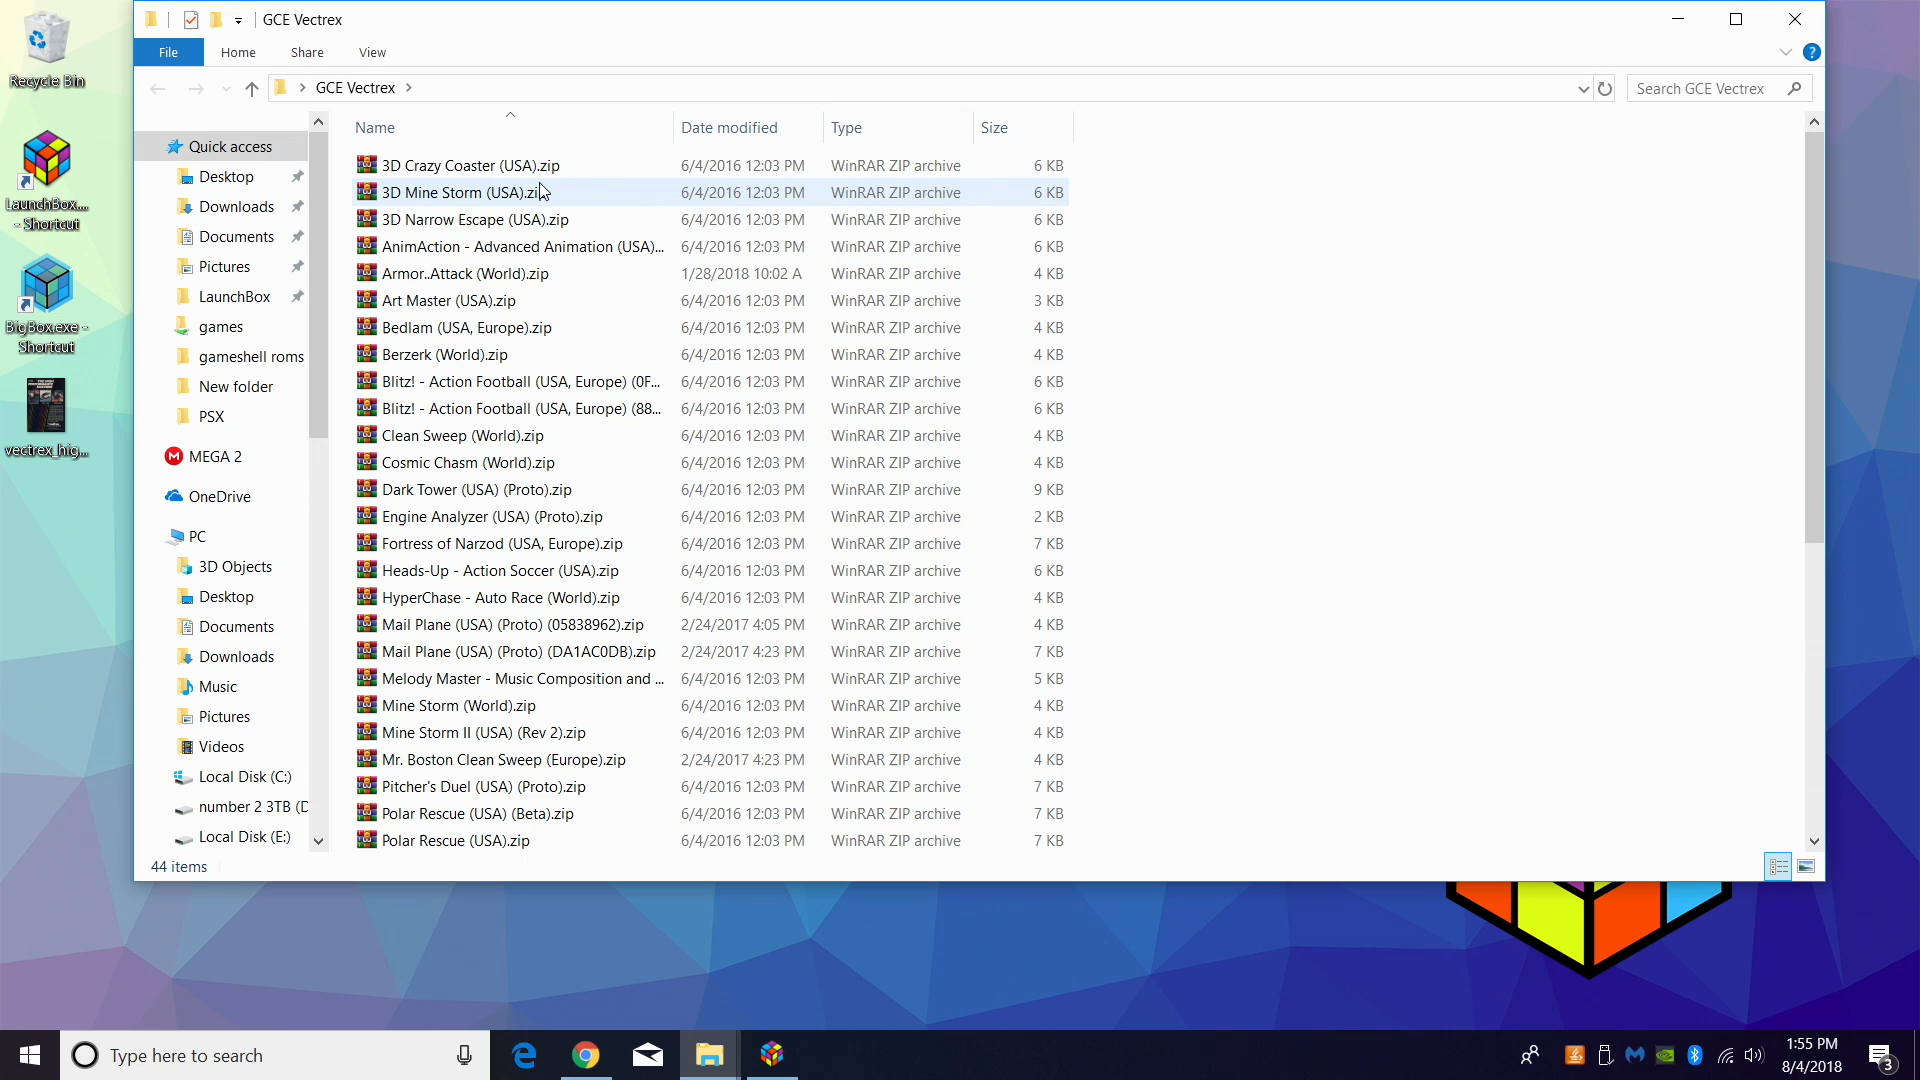 GCE Vectrex
File Home Share View
GCE Vectrex
Search GCE Vectrex
Recycle Bin
LaunchBox....
- Shortcut
BigBox.exe -
Shortcut
vectrex_hig...
Quick access
Desktop
Downloads
Documents
Pictures
LaunchBox
games
gameshell roms
New folder
PSX
MEGA 2
OneDrive
PC
3D Objects
Desktop
Documents
Downloads
Music
Pictures
Videos
Local Disk (C:)
number 2 3TB (D
Local Disk (E:)
Name Date modified Type Size
3D Crazy Coaster (USA).zip 6/4/2016 12:03 PM WinRAR ZIP archive 6 KB
3D Mine Storm (USA).zip 6/4/2016 12:03 PM WinRAR ZIP archive 6 KB
3D Narrow Escape (USA).zip 6/4/2016 12:03 PM WinRAR ZIP archive 6 KB
AnimAction - Advanced Animation (USA)... 6/4/2016 12:03 PM WinRAR ZIP archive 6 KB
Armor..Attack (World).zip 1/28/2018 10:02 A WinRAR ZIP archive 4 KB
Art Master (USA).zip 6/4/2016 12:03 PM WinRAR ZIP archive 3 KB
Bedlam (USA, Europe).zip 6/4/2016 12:03 PM WinRAR ZIP archive 4 KB
Berzerk (World).zip 6/4/2016 12:03 PM WinRAR ZIP archive 4 KB
Blitz! - Action Football (USA, Europe) (0F... 6/4/2016 12:03 PM WinRAR ZIP archive 6 KB
Blitz! - Action Football (USA, Europe) (88... 6/4/2016 12:03 PM WinRAR ZIP archive 6 KB
Clean Sweep (World).zip 6/4/2016 12:03 PM WinRAR ZIP archive 4 KB
Cosmic Chasm (World).zip 6/4/2016 12:03 PM WinRAR ZIP archive 4 KB
Dark Tower (USA) (Proto).zip 6/4/2016 12:03 PM WinRAR ZIP archive 9 KB
Engine Analyzer (USA) (Proto).zip 6/4/2016 12:03 PM WinRAR ZIP archive 2 KB
Fortress of Narzod (USA, Europe).zip 6/4/2016 12:03 PM WinRAR ZIP archive 7 KB
Heads-Up - Action Soccer (USA).zip 6/4/2016 12:03 PM WinRAR ZIP archive 6 KB
HyperChase - Auto Race (World).zip 6/4/2016 12:03 PM WinRAR ZIP archive 4 KB
Mail Plane (USA) (Proto) (05838962).zip 2/24/2017 4:05 PM WinRAR ZIP archive 4 KB
Mail Plane (USA) (Proto) (DA1AC0DB).zip 2/24/2017 4:23 PM WinRAR ZIP archive 7 KB
Melody Master - Music Composition and ... 6/4/2016 12:03 PM WinRAR ZIP archive 5 KB
Mine Storm (World).zip 6/4/2016 12:03 PM WinRAR ZIP archive 4 KB
Mine Storm II (USA) (Rev 2).zip 6/4/2016 12:03 PM WinRAR ZIP archive 4 KB
Mr. Boston Clean Sweep (Europe).zip 2/24/2017 4:23 PM WinRAR ZIP archive 4 KB
Pitcher's Duel (USA) (Proto).zip 6/4/2016 12:03 PM WinRAR ZIP archive 7 KB
Polar Rescue (USA) (Beta).zip 6/4/2016 12:03 PM WinRAR ZIP archive 7 KB
Polar Rescue (USA).zip 6/4/2016 12:03 PM WinRAR ZIP archive 7 KB
44 items
Type here to search
1:55 PM
8/4/2018
3